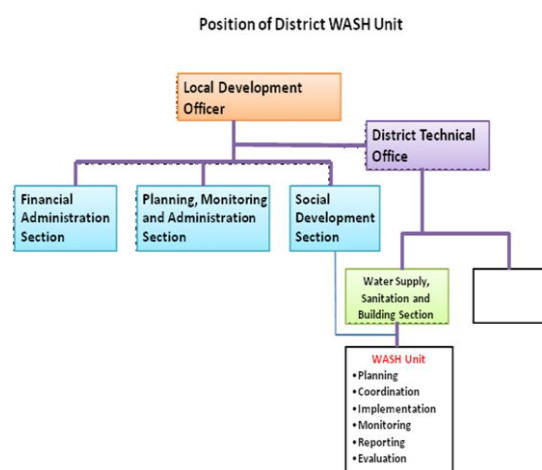 Position of District WASH Unit
Local Development
Officer
District Technical
Office
Financial
Administration
Section
Planning, Monitoring
and Administration
Section
Social
Development
Section
Water Supply,
Sanitation and
Building Section
WASH Unit
•Planning
•Coordination
•Implementation
•Monitoring
•Reporting
•Evaluation